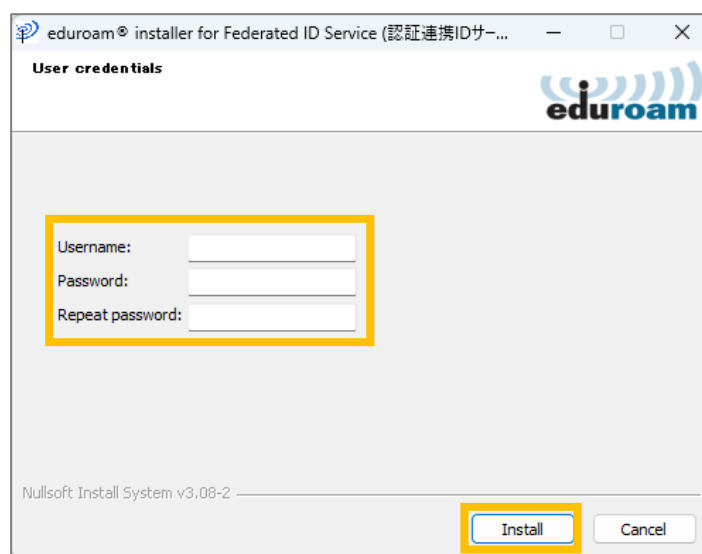 eduroam® installer for Federated ID Service (認証連携IDサー...
User credentials
eduroam
Username:
Password:
Repeat password:
Nullsoft Install System v3.08-2
Install
Cancel